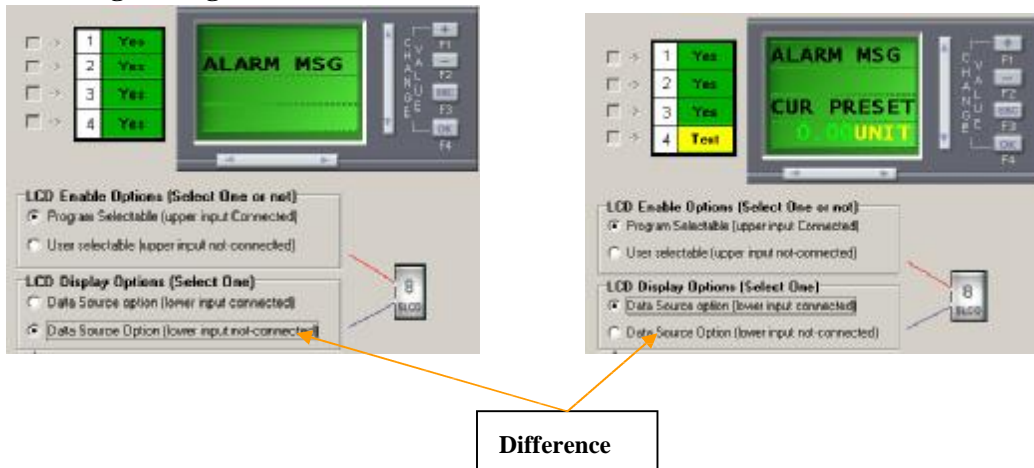 1 Yes
2 Yes
3 Yes
4 Yes
ALARM MSG
CHANGE VALUE
+
F1
-
F2
ESC
F3
OK
F4
LCD Enable Options (Select One or not)
Program Selectable (upper input Connected)
User selectable (upper input not-connected)
LCD Display Options (Select One)
Data Source option (lower input connected)
Data Source Option (lower input not-connected)
8
SLCD
1 Yes
2 Yes
3 Yes
4 Test
ALARM MSG
CUR PRESET
0.00UNIT
CHANGE VALUE
+
F1
-
F2
ESC
F3
OK
F4
LCD Enable Options (Select One or not)
Program Selectable (upper input Connected)
User selectable (upper input not-connected)
LCD Display Options (Select One)
Data Source option (lower input connected)
Data Source Option (lower input not-connected)
8
SLCD
Difference